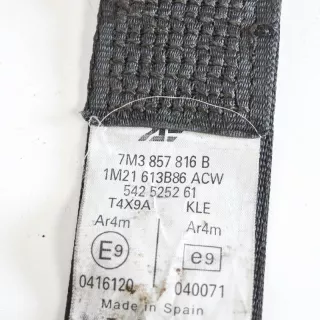 7M3 857 816 B
1M21 613B86 ACW
542 5252 61
T4X9A KLE
Ar4m Ar4m
E9 e9
0416120 040071
Made in Spain